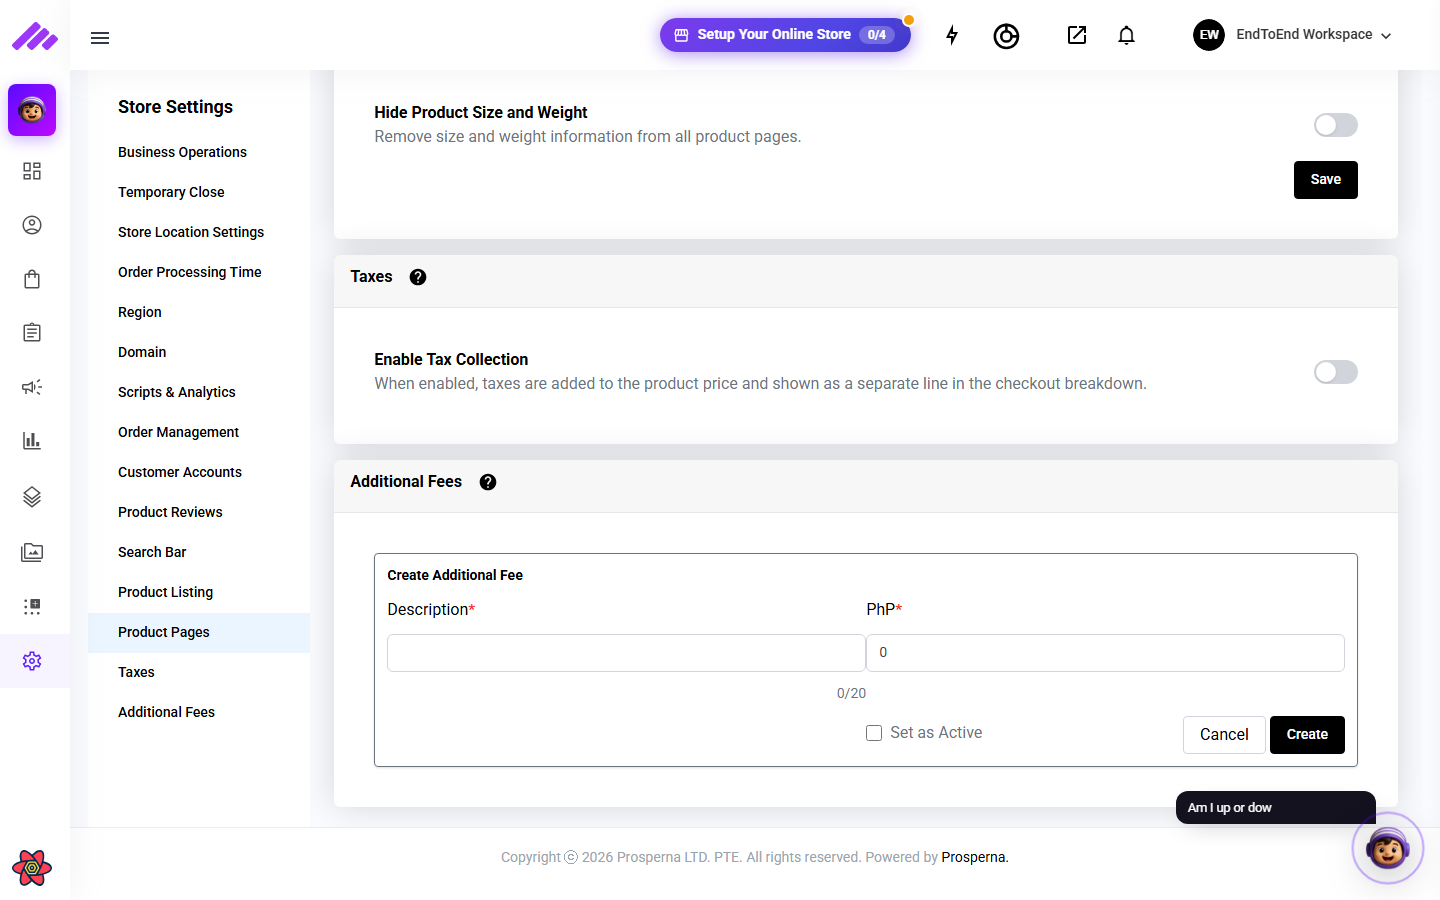 Setup Your Online Store 0/4
EW EndToEnd Workspace
Store Settings
Business Operations
Temporary Close
Store Location Settings
Order Processing Time
Region
Domain
Scripts & Analytics
Order Management
Customer Accounts
Product Reviews
Search Bar
Product Listing
Product Pages
Taxes
Additional Fees
Hide Product Size and Weight
Remove size and weight information from all product pages.
Save
Taxes ?
Enable Tax Collection
When enabled, taxes are added to the product price and shown as a separate line in the checkout breakdown.
Additional Fees ?
Create Additional Fee
Description* PhP*
0
0/20
Set as Active Cancel Create
Am I up or dow
Copyright © 2026 Prosperna LTD. PTE. All rights reserved. Powered by Prosperna.